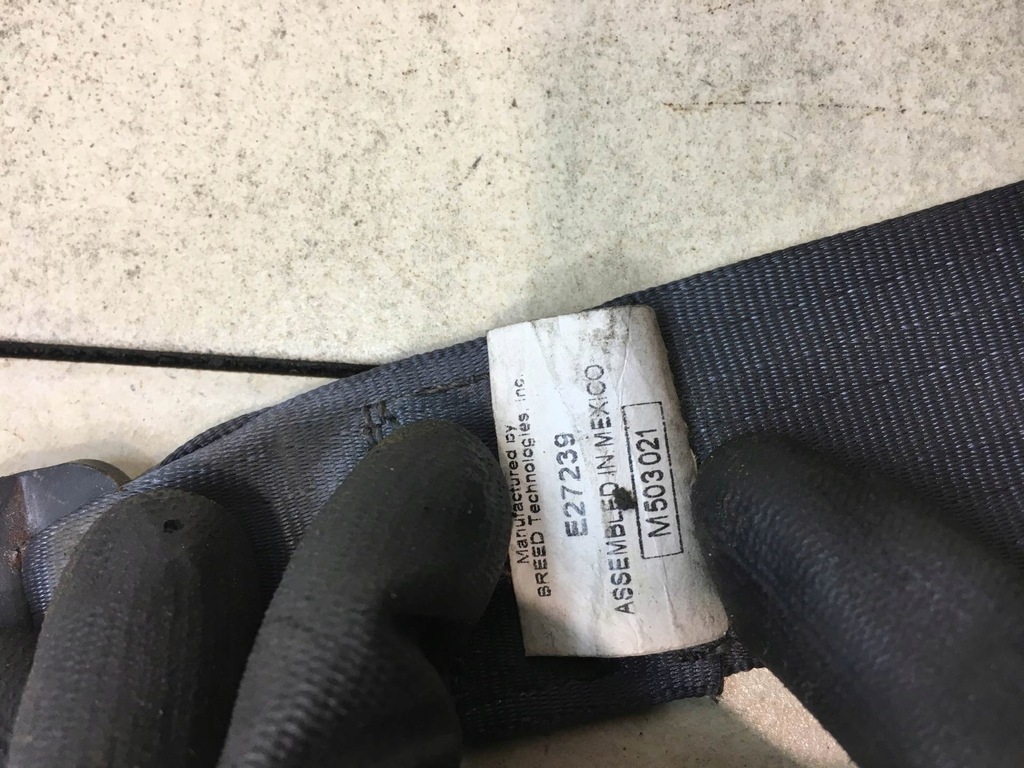 Manufactured by
BREED Technologies, Inc.
E27239
ASSEMBLED IN MEXICO
M503021